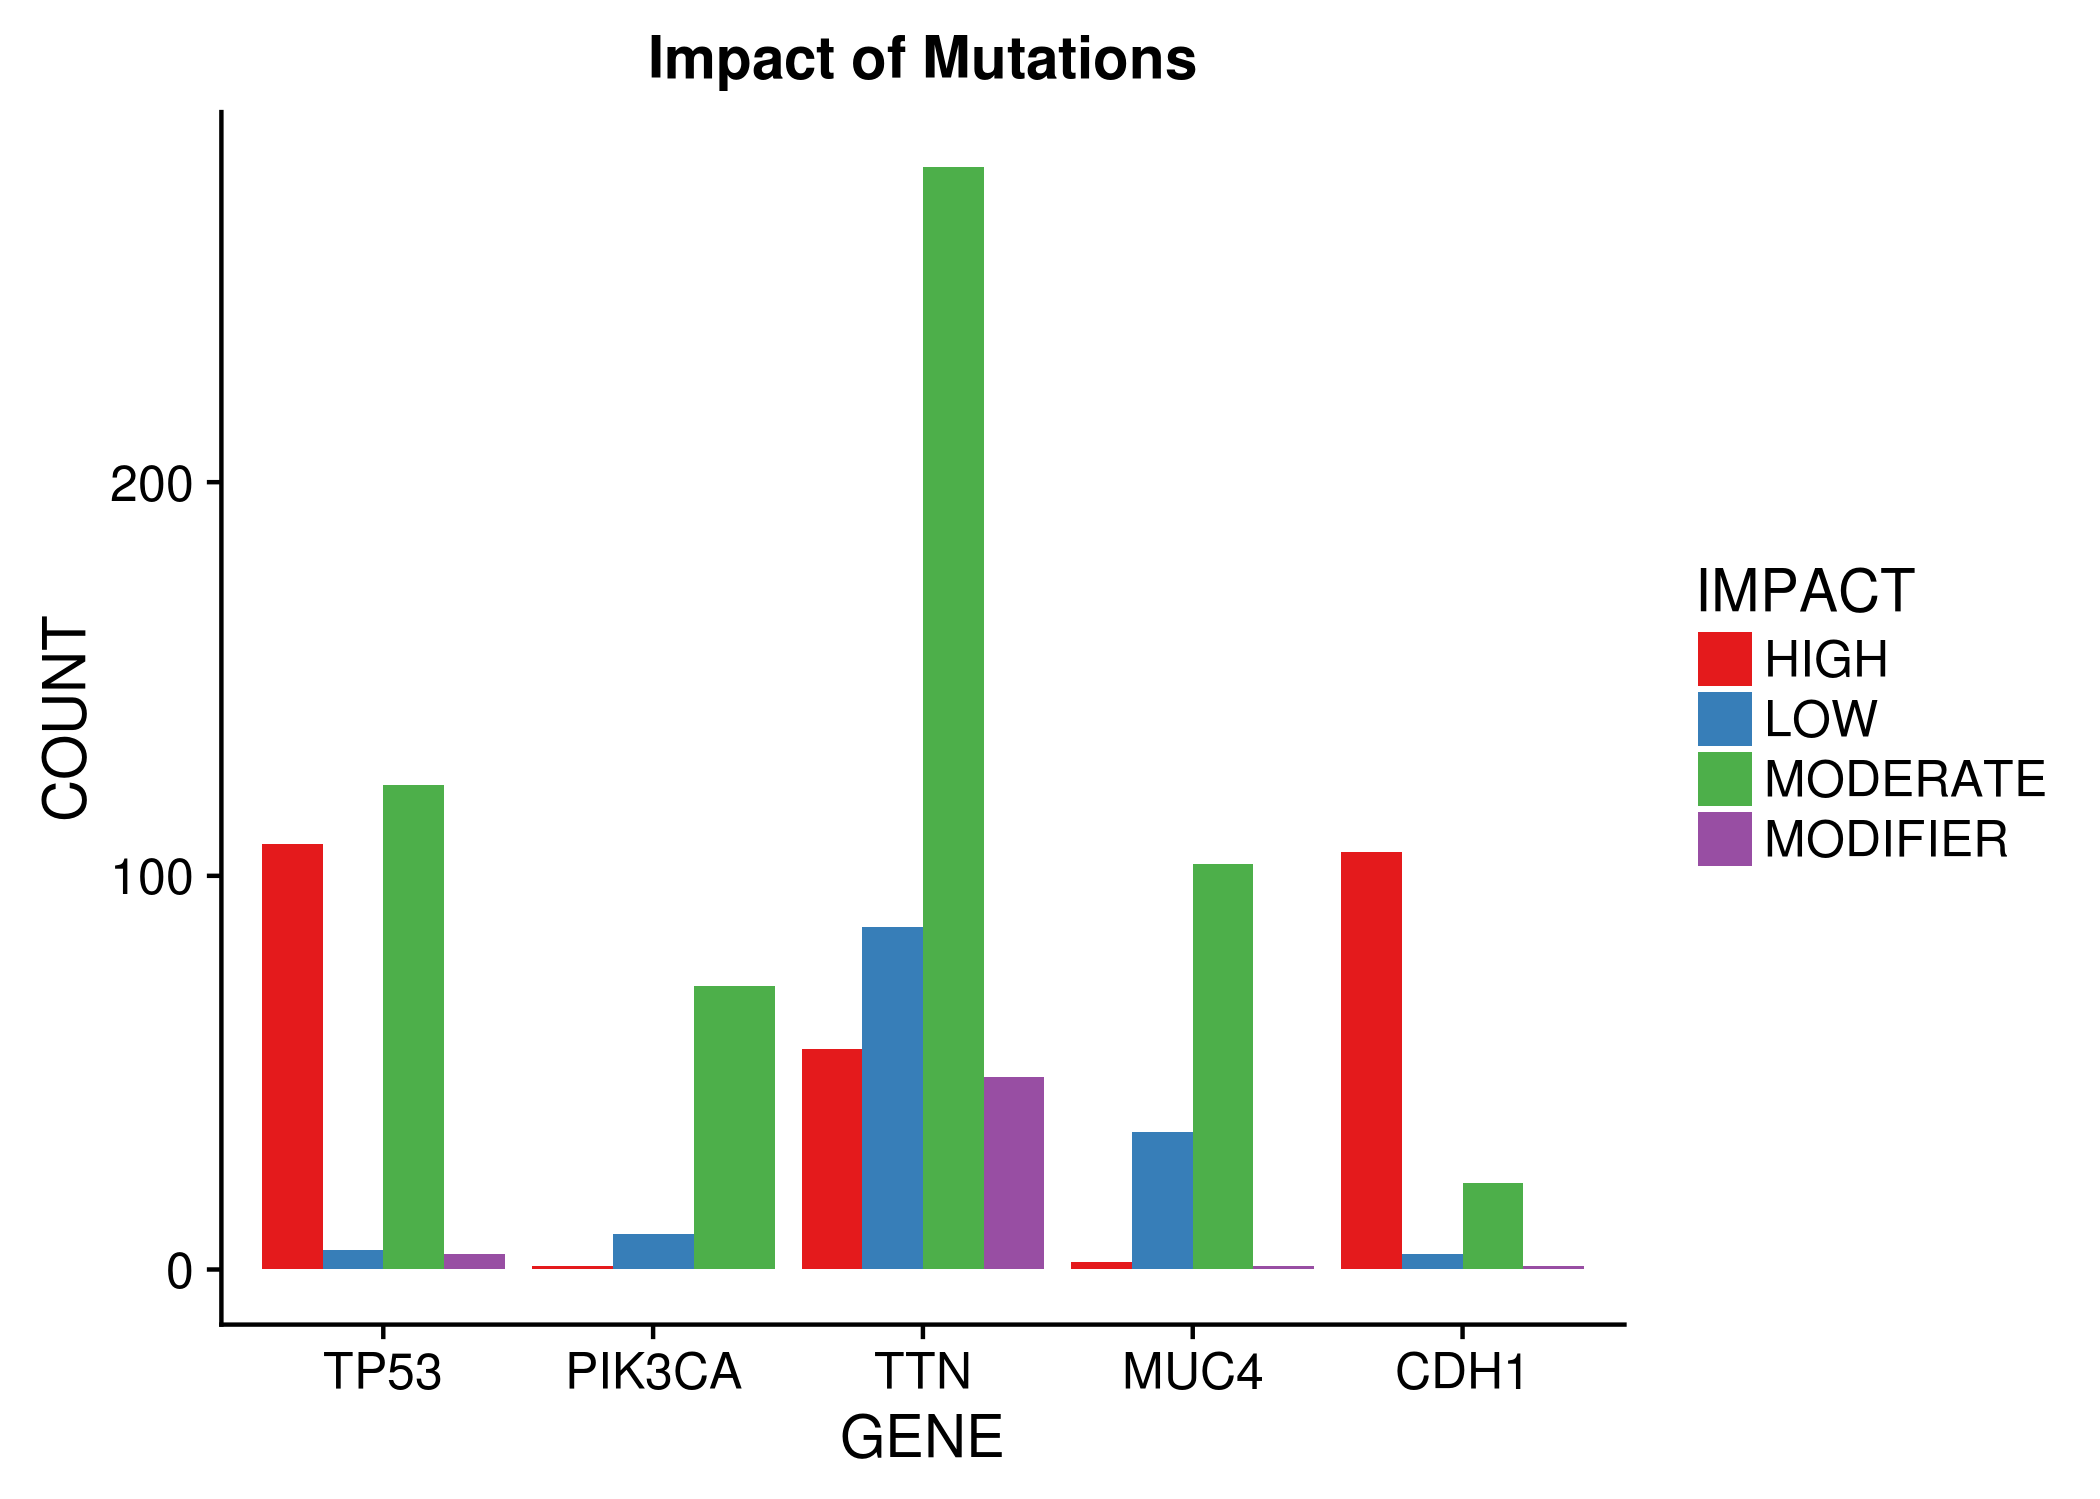 Impact of Mutations
COUNT
200
100
0
TP53 PIK3CA TTN MUC4 CDH1
GENE
IMPACT
HIGH
LOW
MODERATE
MODIFIER